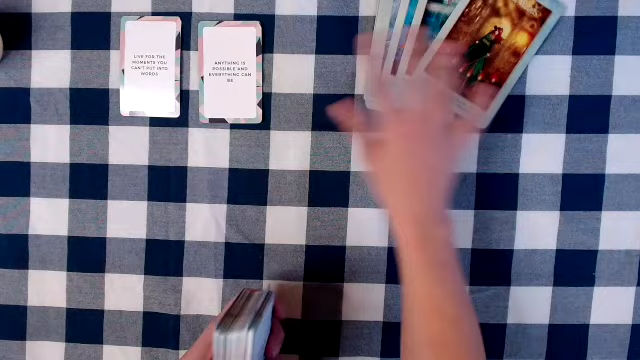 LIVE FOR THE
MOMENTS YOU
CAN'T PUT INTO
WORDS
ANYTHING IS
POSSIBLE AND
EVERYTHING CAN
BE